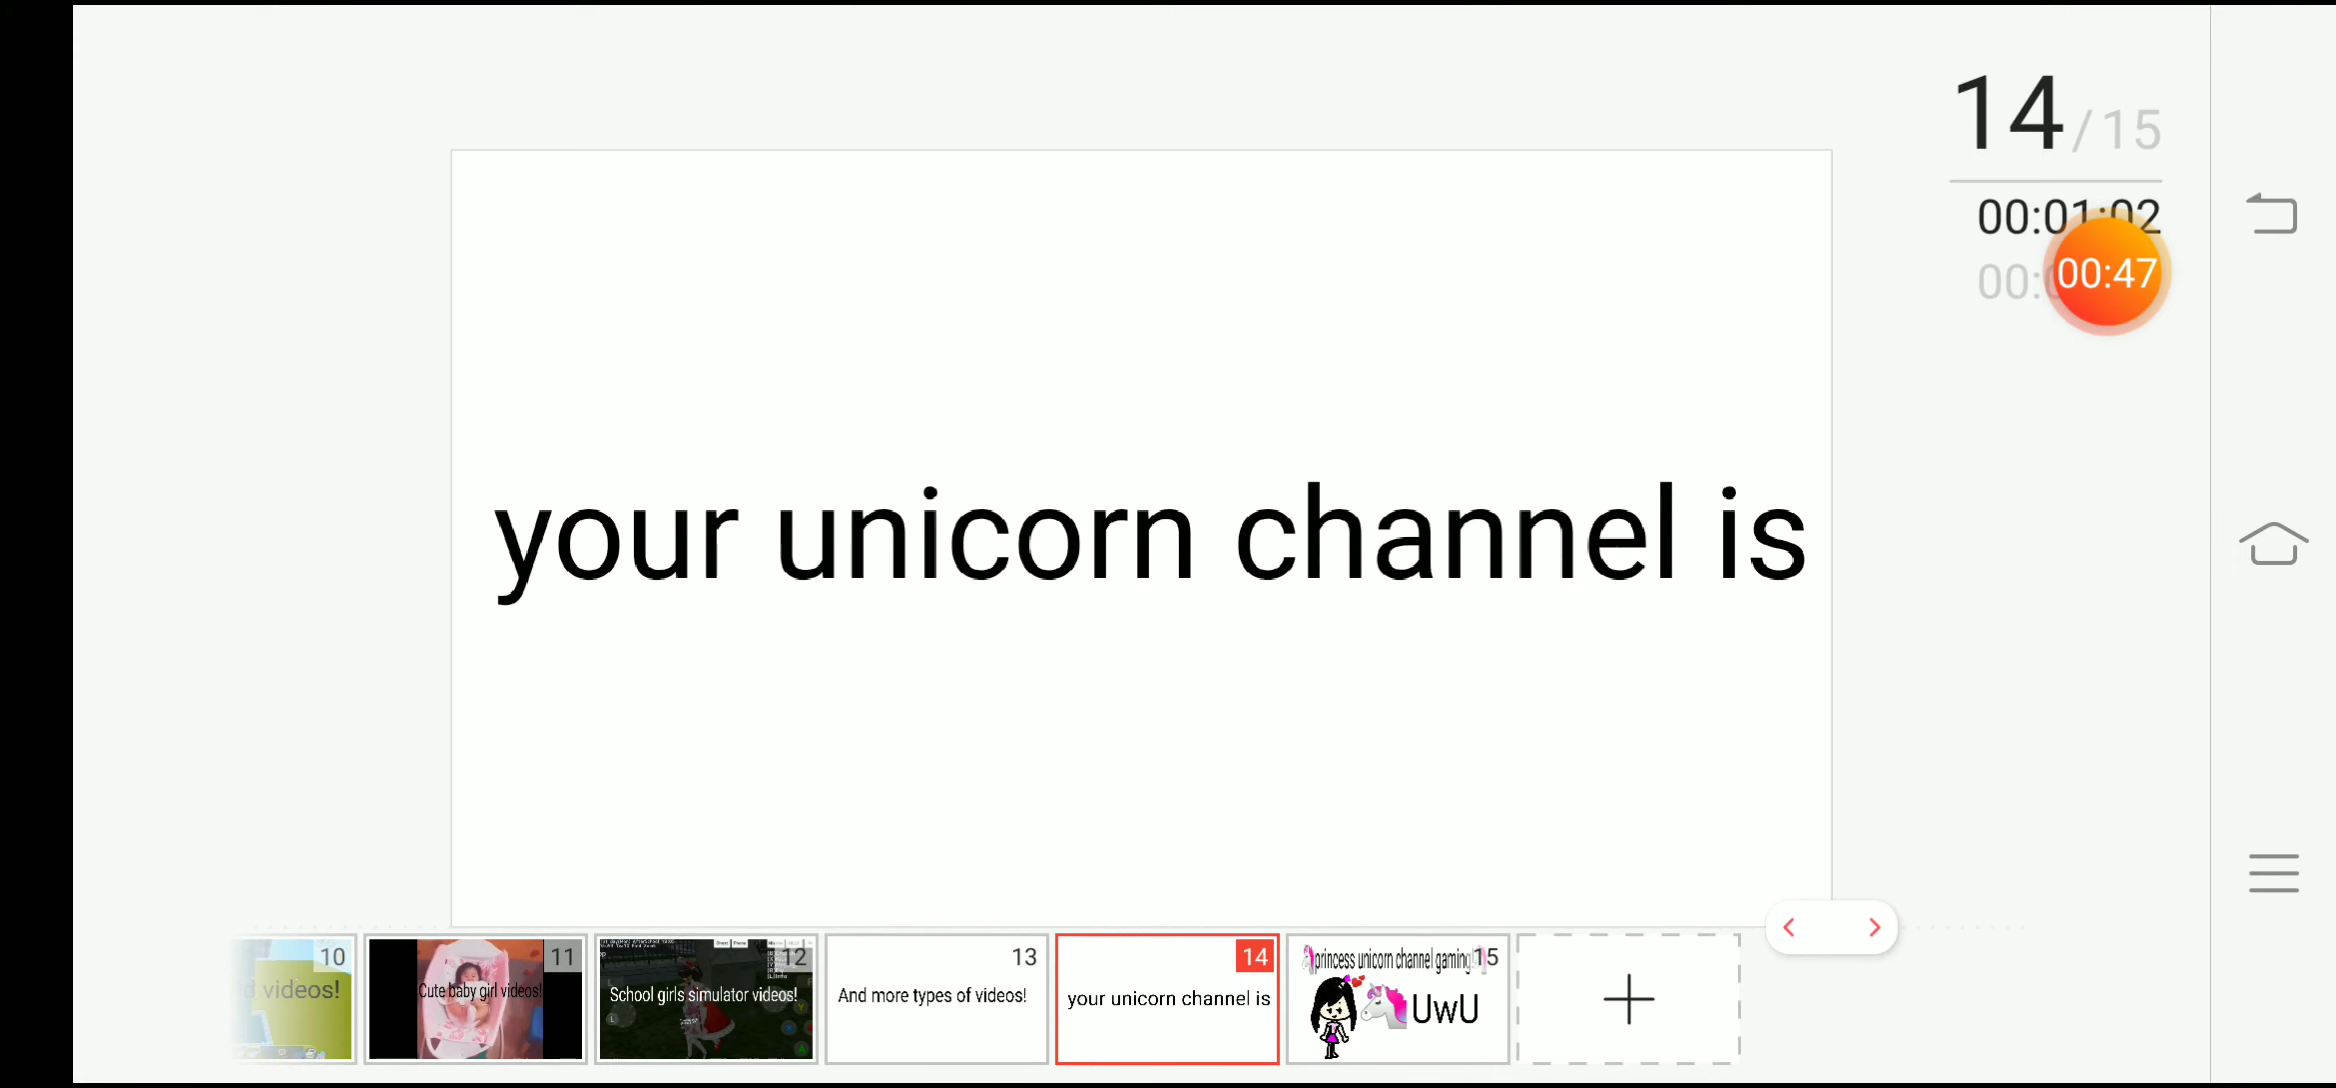 14/15
00:01:02
00:47
your unicorn channel is
10
d videos!
11
Cute baby girl videos!
12
School girls simulator videos!
13
And more types of videos!
14
your unicorn channel is
15
princess unicorn channel gaming!
UwU